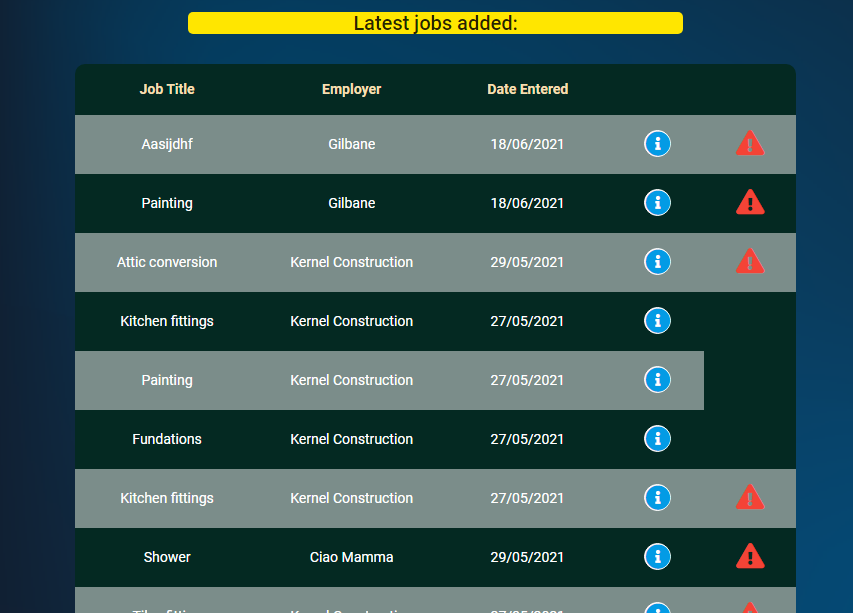 Latest jobs added:
Job Title Employer Date Entered
Aasijdhf Gilbane 18/06/2021
Painting Gilbane 18/06/2021
Attic conversion Kernel Construction 29/05/2021
Kitchen fittings Kernel Construction 27/05/2021
Painting Kernel Construction 27/05/2021
Fundations Kernel Construction 27/05/2021
Kitchen fittings Kernel Construction 27/05/2021
Shower Ciao Mamma 29/05/2021